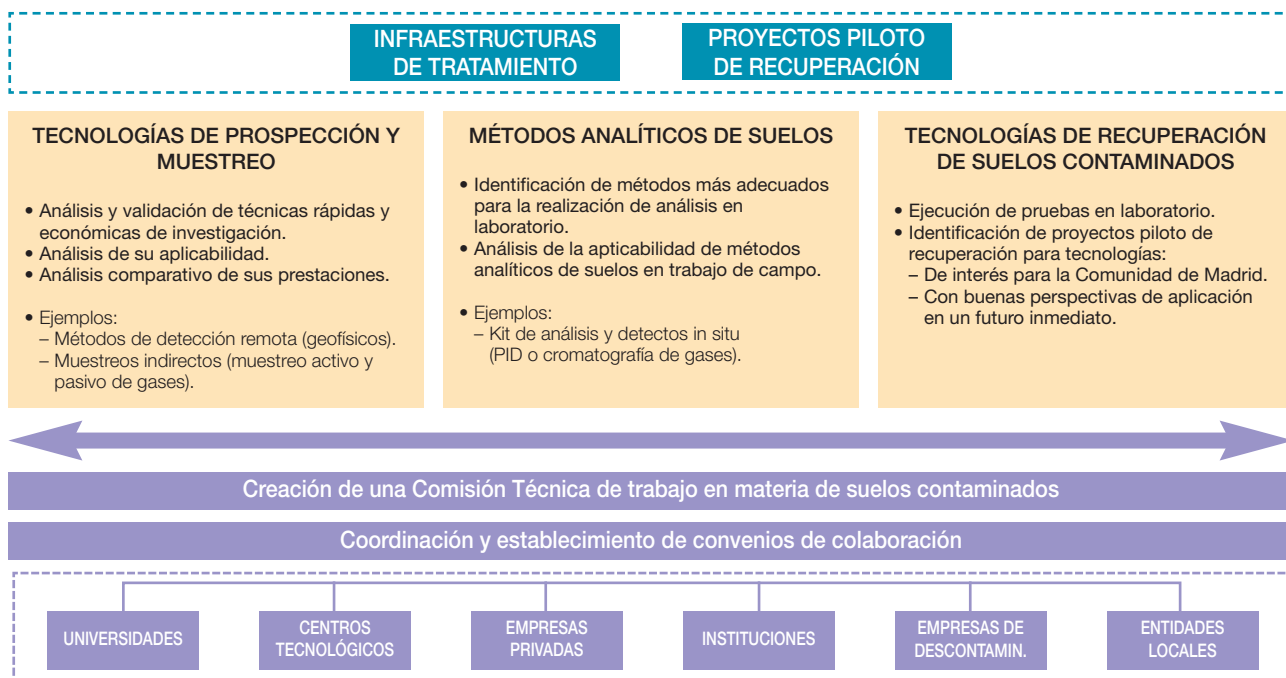 INFRAESTRUCTURAS
DE TRATAMIENTO
PROYECTOS PILOTO
DE RECUPERACIÓN
TECNOLOGÍAS DE PROSPECCIÓN Y
MUESTREO
• Análisis y validación de técnicas rápidas y
económicas de investigación.
• Análisis de su aplicabilidad.
• Análisis comparativo de sus prestaciones.
• Ejemplos:
– Métodos de detección remota (geofísicos).
– Muestreos indirectos (muestreo activo y
pasivo de gases).
MÉTODOS ANALÍTICOS DE SUELOS
• Identificación de métodos más adecuados
para la realización de análisis en
laboratorio.
• Análisis de la apticabilidad de métodos
analíticos de suelos en trabajo de campo.
• Ejemplos:
– Kit de análisis y detectos in situ
(PID o cromatografía de gases).
TECNOLOGÍAS DE RECUPERACIÓN
DE SUELOS CONTAMINADOS
• Ejecución de pruebas en laboratorio.
• Identificación de proyectos piloto de
recuperación para tecnologías:
– De interés para la Comunidad de Madrid.
– Con buenas perspectivas de aplicación
en un futuro inmediato.
Creación de una Comisión Técnica de trabajo en materia de suelos contaminados
Coordinación y establecimiento de convenios de colaboración
UNIVERSIDADES
CENTROS
TECNOLÓGICOS
EMPRESAS
PRIVADAS
INSTITUCIONES
EMPRESAS DE
DESCONTAMIN.
ENTIDADES
LOCALES